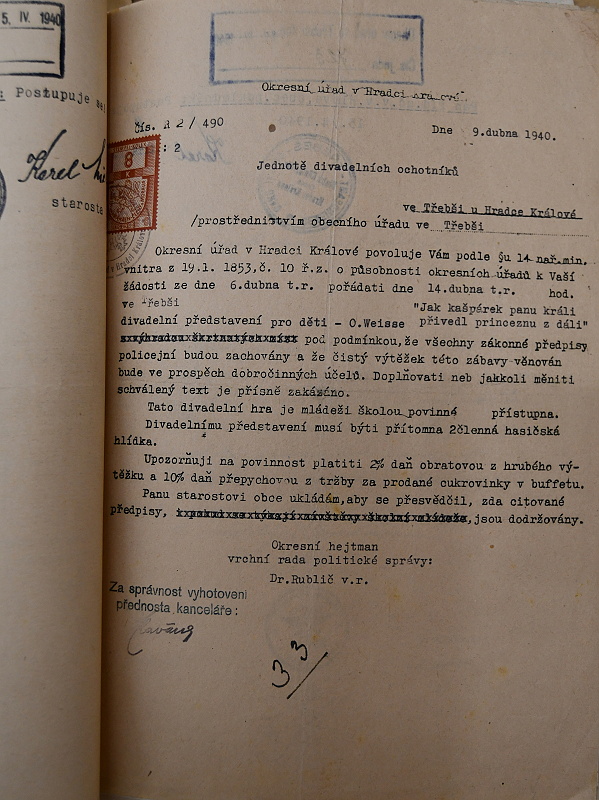 5. IV. 1940
Postupuje se
Karel
starosta
Okresní úřad v Hradci Králové.
Čís. A 2/490
: 2
Dne 9.dubna 1940.
8
K
Jednotě divadelních ochotníků
ve Třebši u Hradce Králové
/prostřednictvím obecního úřadu ve Třebši
Okresní úřad v Hradci Králové povoluje Vám podle §u 14 nař.min.
vnitra z 19.1. 1853,č. 10 ř.z. o působnosti okresních úřadů k Vaší
žádosti ze dne 6.dubna t.r. pořádati dne 14.dubna t.r. hod.
ve Třebši "Jak kašpárek panu králi
divadelní představení pro děti - O.Weisse přivedl princeznu z dáli"
pod podmínkou,že všechny zákonné předpisy
policejní budou zachovány a že čistý výtěžek této zábavy věnován
bude ve prospěch dobročinných účelů. Doplňovati neb jakkoli měniti
schválený text je přísně zakázáno.
Tato divadelní hra je mládeži školou povinné přístupna.
Divadelnímu představení musí býti přítomna 2členná hasičská
hlídka.
Upozorňuji na povinnost platiti 2% daň obratovou z hrubého vý-
těžku a 10% daň přepychovou z tržby za prodané cukrovinky v buffetu.
Panu starostovi obce ukládám,aby se přesvědčil, zda citované
předpisy, jsou dodržovány.
Okresní hejtman
vrchní rada politické správy:
Dr.Rublič v.r.
Za správnost vyhotovení
přednosta kanceláře:
33/